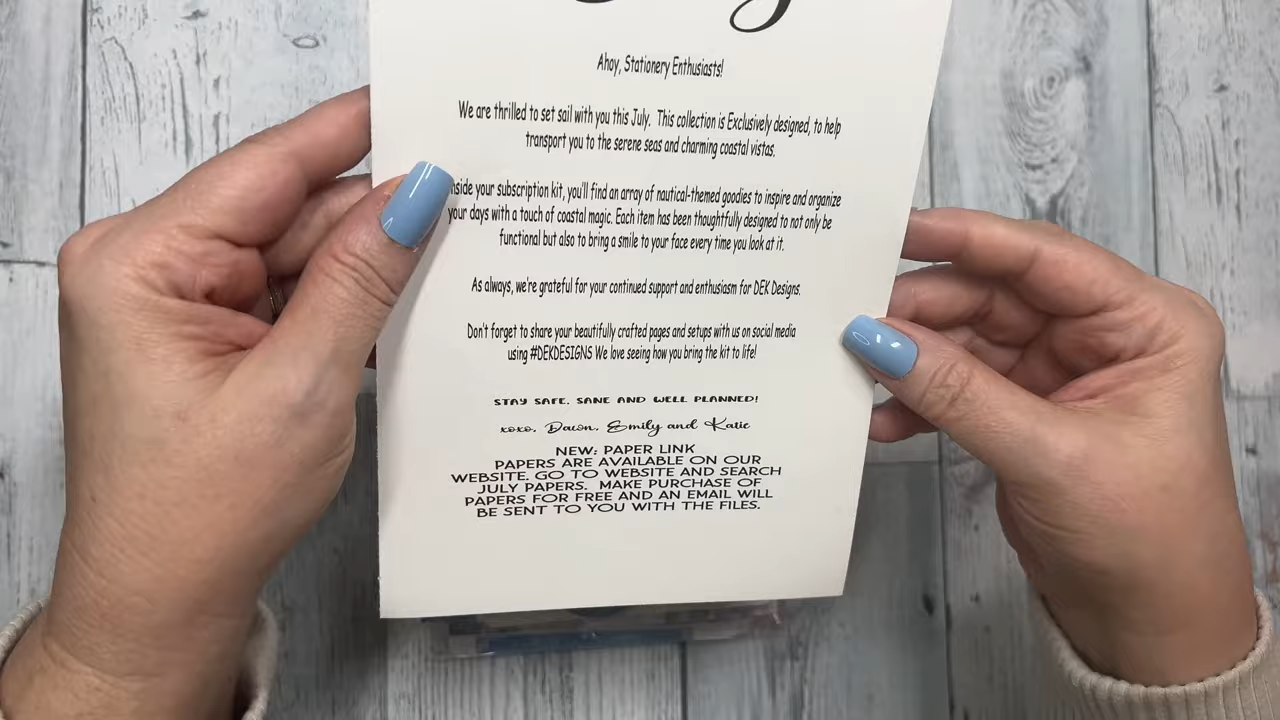 Ahoy, Stationery Enthusiasts!
We are thrilled to set sail with you this July. This collection is Exclusively designed, to help
transport you to the serene seas and charming coastal vistas.
nside your subscription kit, you'll find an array of nautical-themed goodies to inspire and organize
your days with a touch of coastal magic. Each item has been thoughtfully designed to not only be
functional but also to bring a smile to your face every time you look at it.
As always, we're grateful for your continued support and enthusiasm for DEK Designs.
Don't forget to share your beautifully crafted pages and setups with us on social media
using #DEKDESIGNS We love seeing how you bring the kit to life!
STAY SAFE, SANE AND WELL PLANNED!
xoxo, Dawn, Emily and Katie
NEW: PAPER LINK
PAPERS ARE AVAILABLE ON OUR
WEBSITE. GO TO WEBSITE AND SEARCH
JULY PAPERS. MAKE PURCHASE OF
PAPERS FOR FREE AND AN EMAIL WILL
BE SENT TO YOU WITH THE FILES.